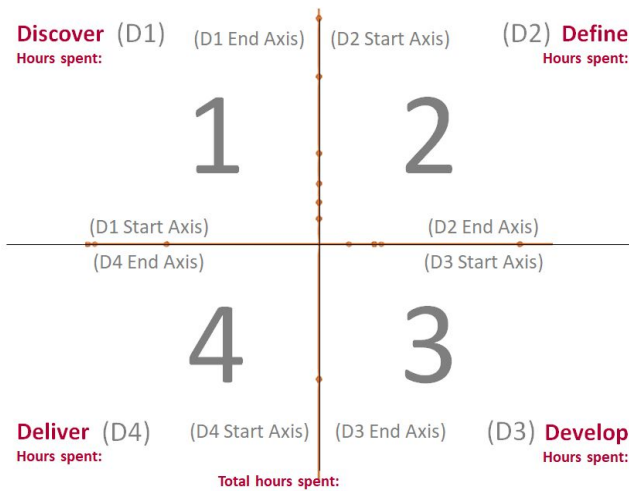 Discover (D1)
Hours spent:
(D1 End Axis)
(D2 Start Axis)
(D2) Define
Hours spent:
1
2
(D1 Start Axis)
(D2 End Axis)
(D4 End Axis)
(D3 Start Axis)
4
3
Deliver (D4)
Hours spent:
(D4 Start Axis)
(D3 End Axis)
(D3) Develop
Hours spent:
Total hours spent: